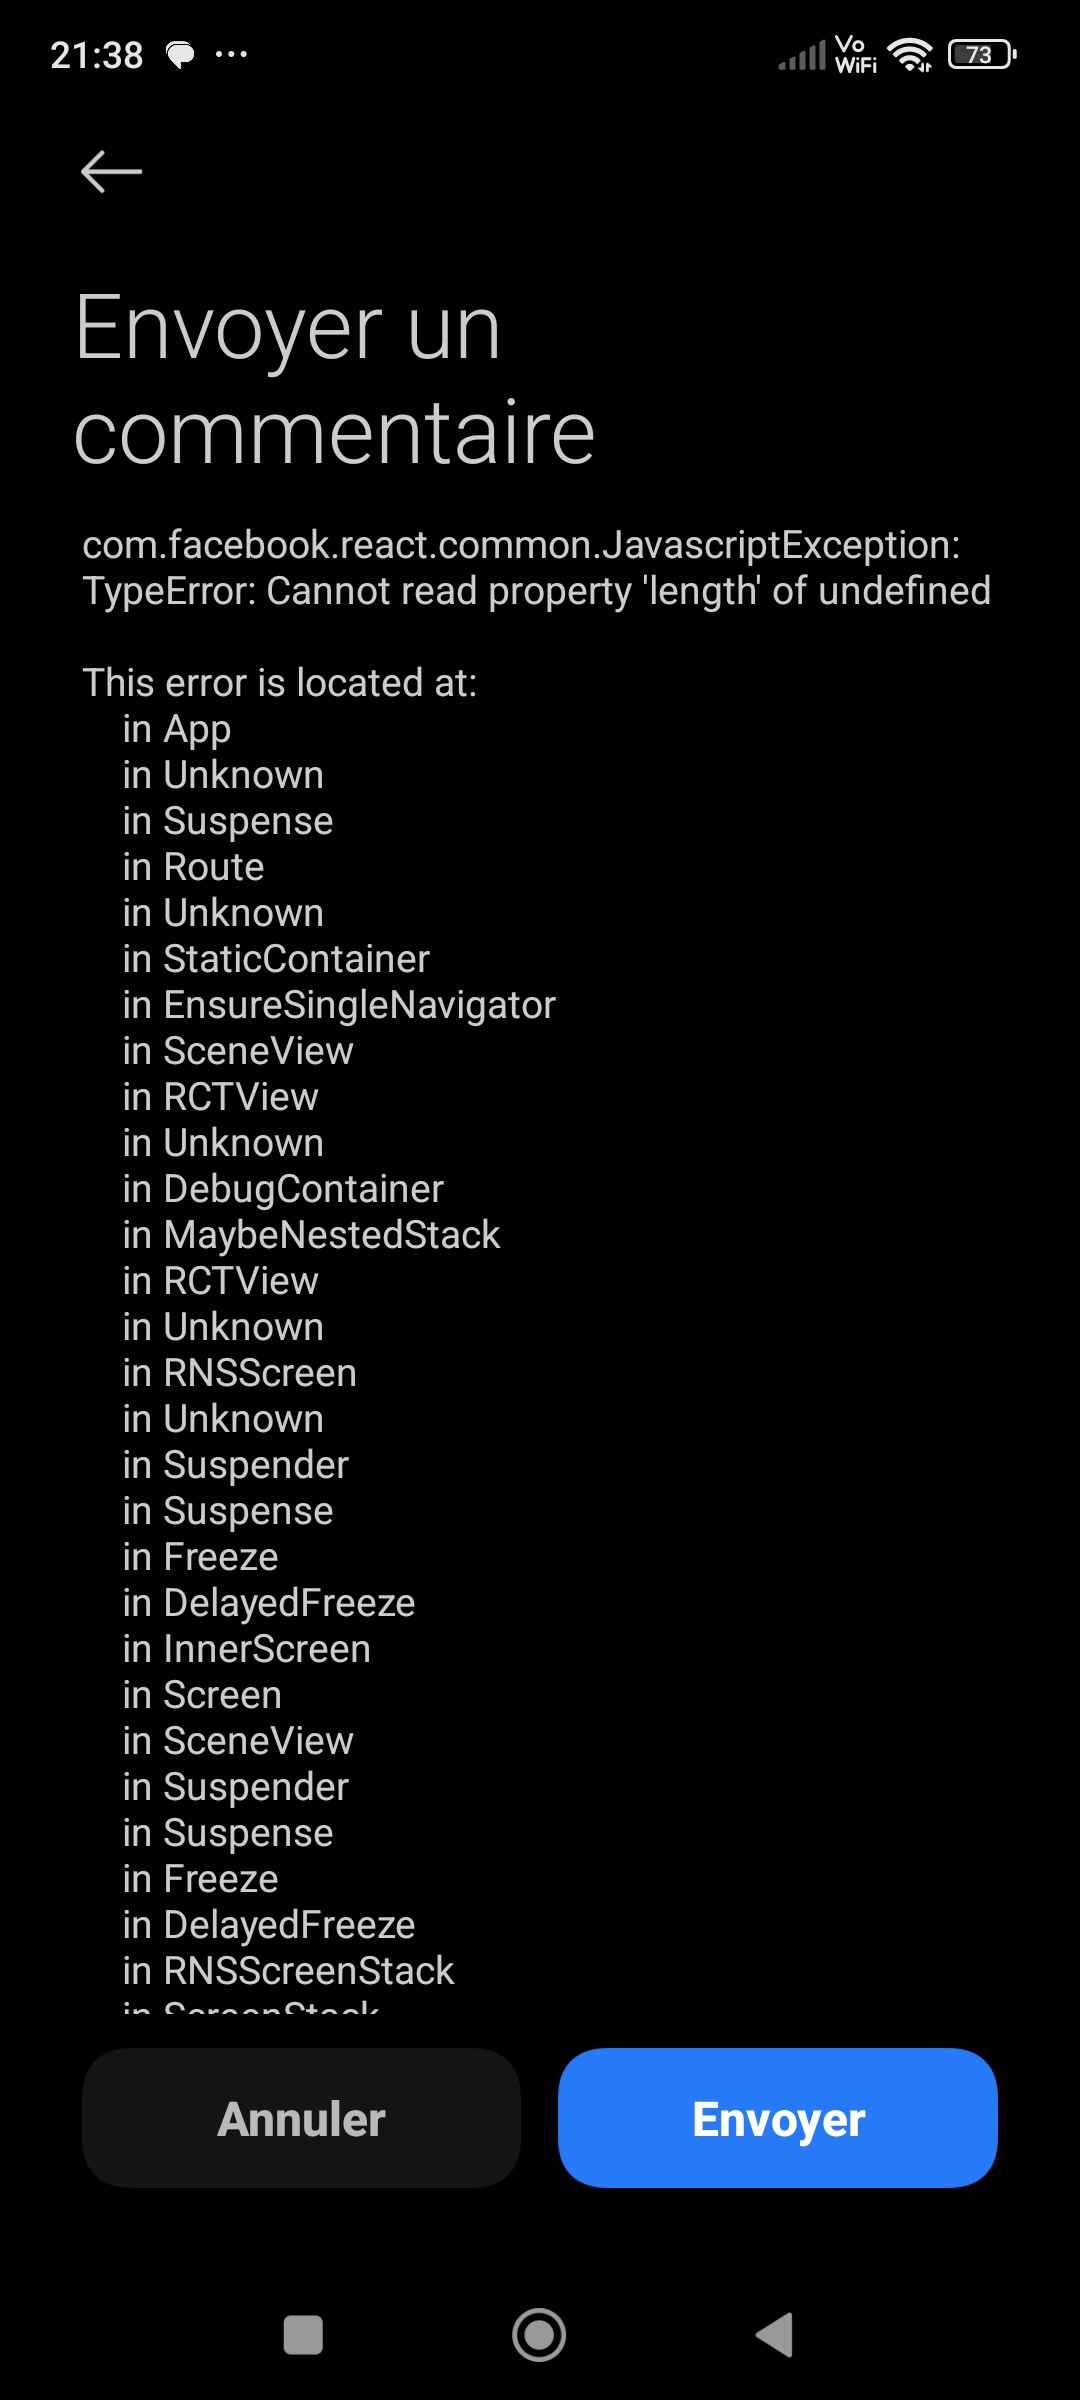 21:38
Vo
WiFi
73
Envoyer un
commentaire
com.facebook.react.common.JavascriptException:
TypeError: Cannot read property 'length' of undefined
This error is located at:
in App
in Unknown
in Suspense
in Route
in Unknown
in StaticContainer
in EnsureSingleNavigator
in SceneView
in RCTView
in Unknown
in DebugContainer
in MaybeNestedStack
in RCTView
in Unknown
in RNSScreen
in Unknown
in Suspender
in Suspense
in Freeze
in DelayedFreeze
in InnerScreen
in Screen
in SceneView
in Suspender
in Suspense
in Freeze
in DelayedFreeze
in RNSScreenStack
in ScreenStack
Annuler
Envoyer